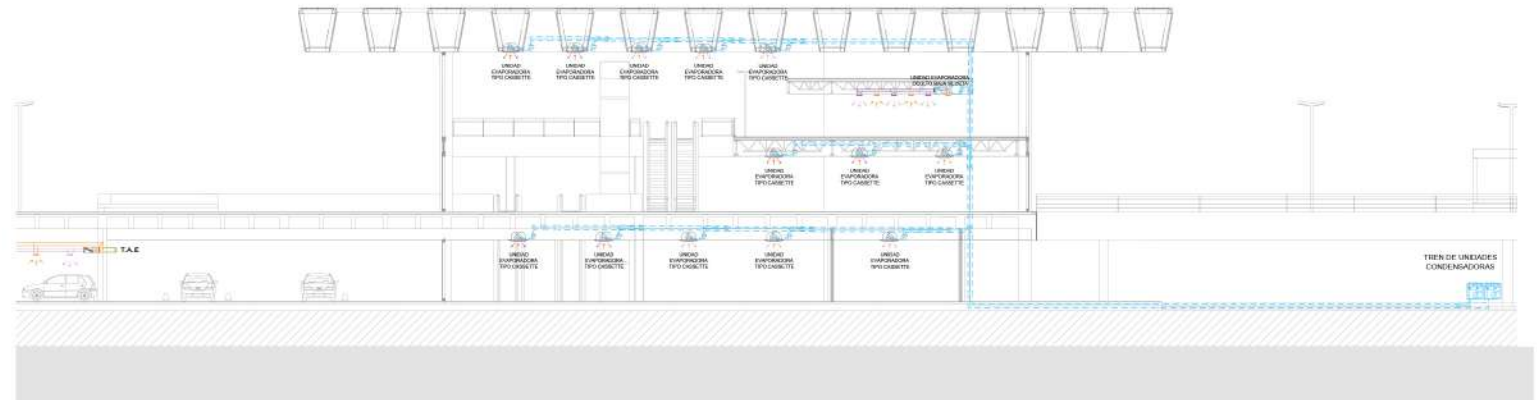 UNIDAD
EVAPORADORA
TIPO CASSETTE
UNIDAD
EVAPORADORA
TIPO CASSETTE
UNIDAD
EVAPORADORA
TIPO CASSETTE
UNIDAD
EVAPORADORA
TIPO CASSETTE
UNIDAD
EVAPORADORA
TIPO CASSETTE
UNIDAD EVAPORADORA
UNIDAD
EVAPORADORA
TIPO CASSETTE
UNIDAD
EVAPORADORA
TIPO CASSETTE
UNIDAD
EVAPORADORA
TIPO CASSETTE
T.A.E
UNIDAD
EVAPORADORA
TIPO CASSETTE
UNIDAD
EVAPORADORA
TIPO CASSETTE
UNIDAD
EVAPORADORA
TIPO CASSETTE
UNIDAD
EVAPORADORA
TIPO CASSETTE
UNIDAD
EVAPORADORA
TIPO CASSETTE
TREN DE UNIDADES
CONDENSADORAS